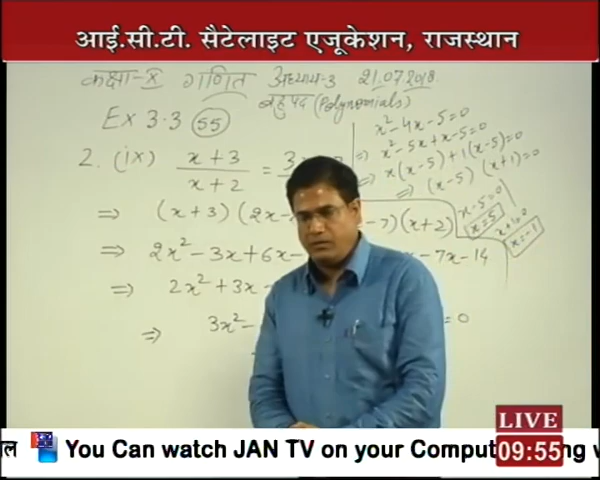 आई.सी.टी. सैटेलाइट एजूकेशन, राजस्थान
कक्षा-X गणित अध्याय-3 21.07.2018
बहुपद (Polynomials)
Ex 3.3 (55)
2. (ix) x+3/x+2 = 3x
⇒ (x+3) (2x- -7)(x+2)
⇒ 2x² - 3x + 6x - x - 7x - 14
⇒ 2x² + 3x -
⇒ 3x² - = 0
x² - 4x - 5 = 0
⇒ x² - 5x + x - 5 = 0
⇒ x(x-5) + 1(x-5) = 0
⇒ (x-5) (x+1) = 0
x-5=0
x=5
x+1=0
x=-1
LIVE
09:55
ल You Can watch JAN TV on your Comput ng